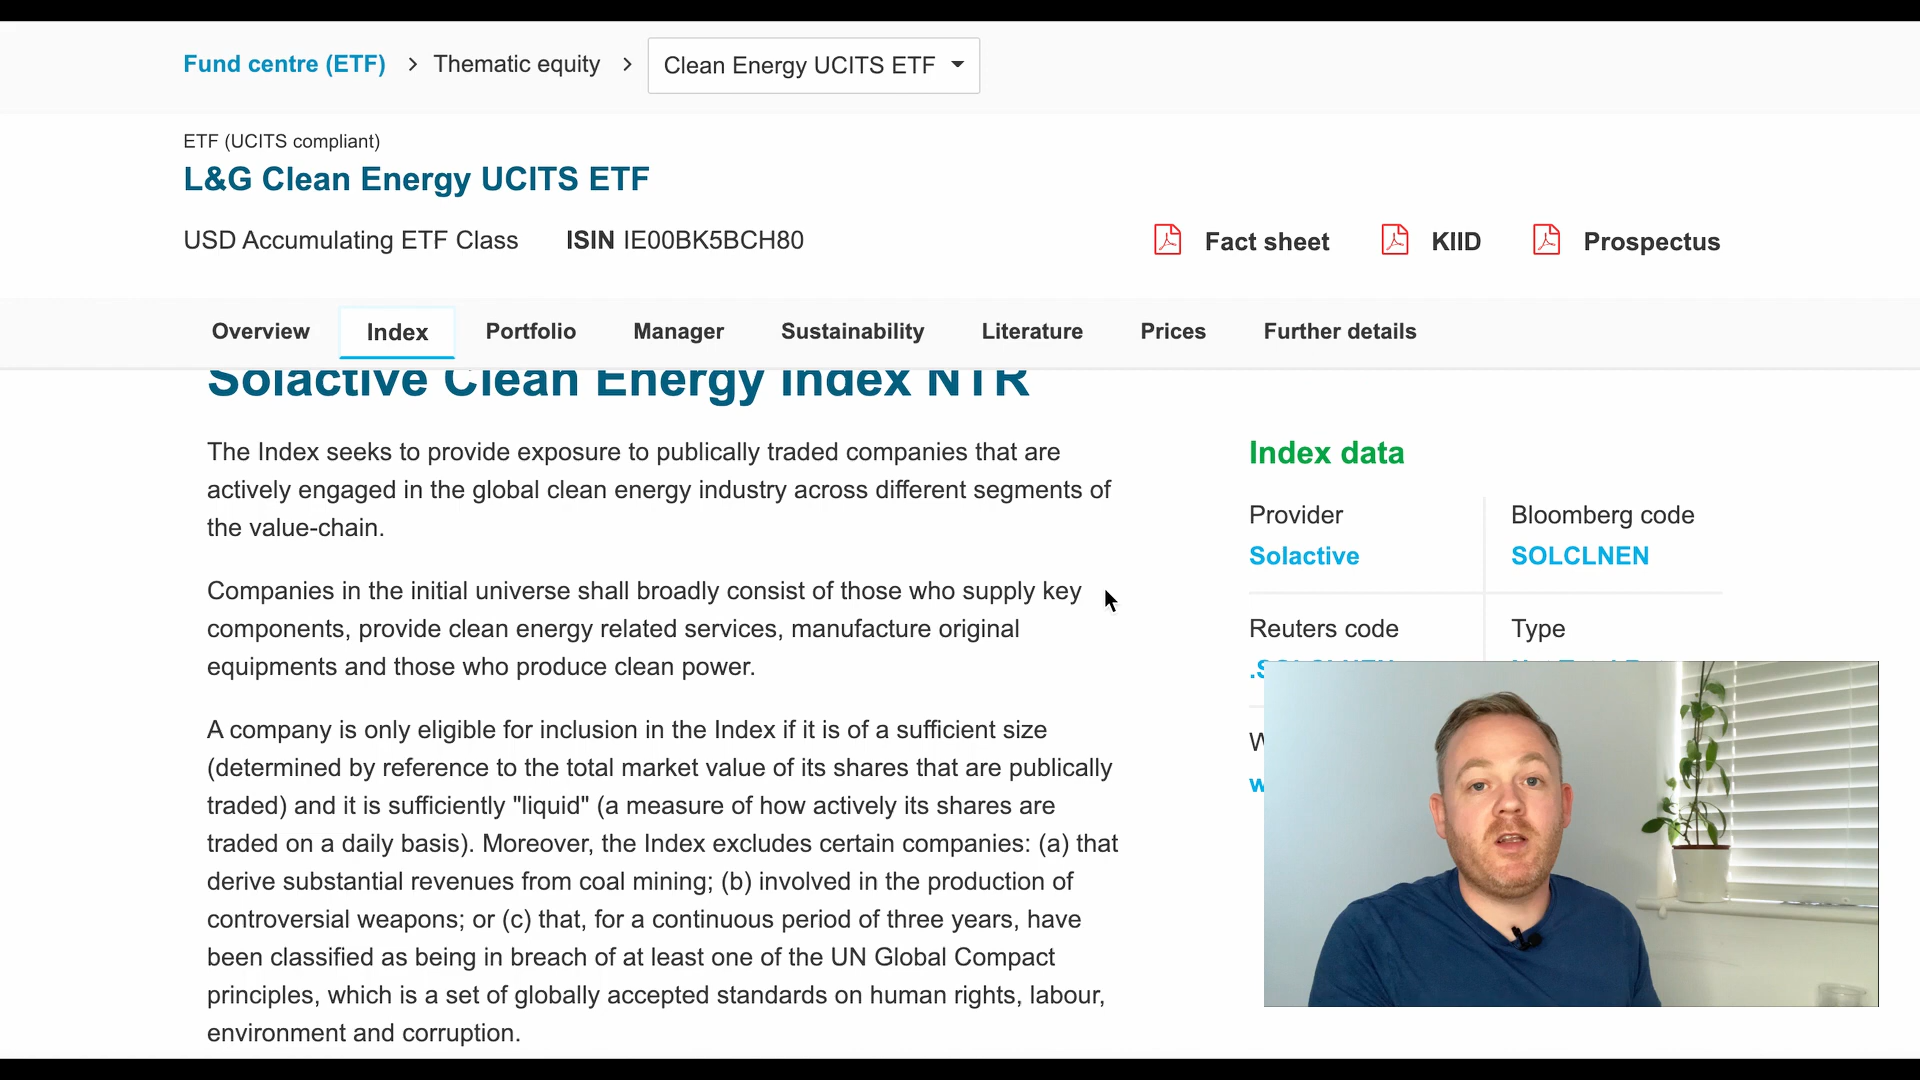 Fund centre (ETF) > Thematic equity > Clean Energy UCITS ETF
ETF (UCITS compliant)
L&G Clean Energy UCITS ETF
USD Accumulating ETF Class ISIN IE00BK5BCH80
Fact sheet KIID Prospectus
Overview Index Portfolio Manager Sustainability Literature Prices Further details
Solactive Clean Energy Index NTR
The Index seeks to provide exposure to publically traded companies that are
actively engaged in the global clean energy industry across different segments of
the value-chain.
Companies in the initial universe shall broadly consist of those who supply key
components, provide clean energy related services, manufacture original
equipments and those who produce clean power.
A company is only eligible for inclusion in the Index if it is of a sufficient size
(determined by reference to the total market value of its shares that are publically
traded) and it is sufficiently "liquid" (a measure of how actively its shares are
traded on a daily basis). Moreover, the Index excludes certain companies: (a) that
derive substantial revenues from coal mining; (b) involved in the production of
controversial weapons; or (c) that, for a continuous period of three years, have
been classified as being in breach of at least one of the UN Global Compact
principles, which is a set of globally accepted standards on human rights, labour,
environment and corruption.
Index data
Provider
Solactive
Bloomberg code
SOLCLNEN
Reuters code
Type